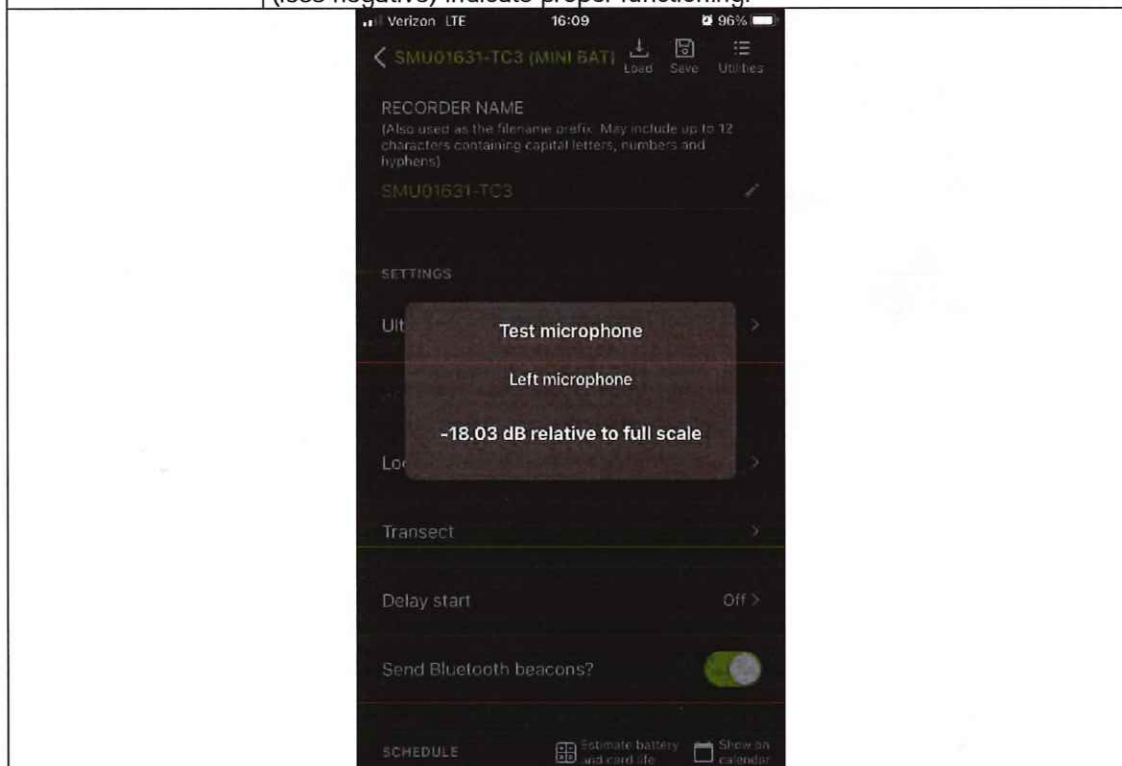 (less negative) indicate proper functioning.
Verizon LTE 16:09 96%
SMU01631-TC3 (MINI BAT) Load Save Utilities
RECORDER NAME
(Also used as the filename prefix. May include up to 12
characters containing capital letters, numbers and
hyphens)
SMU01631-TC3
SETTINGS
Ult
Test microphone
Left microphone
-18.03 dB relative to full scale
Loc
Transect
Delay start Off
Send Bluetooth beacons?
SCHEDULE Estimate battery and card life Show on calendar